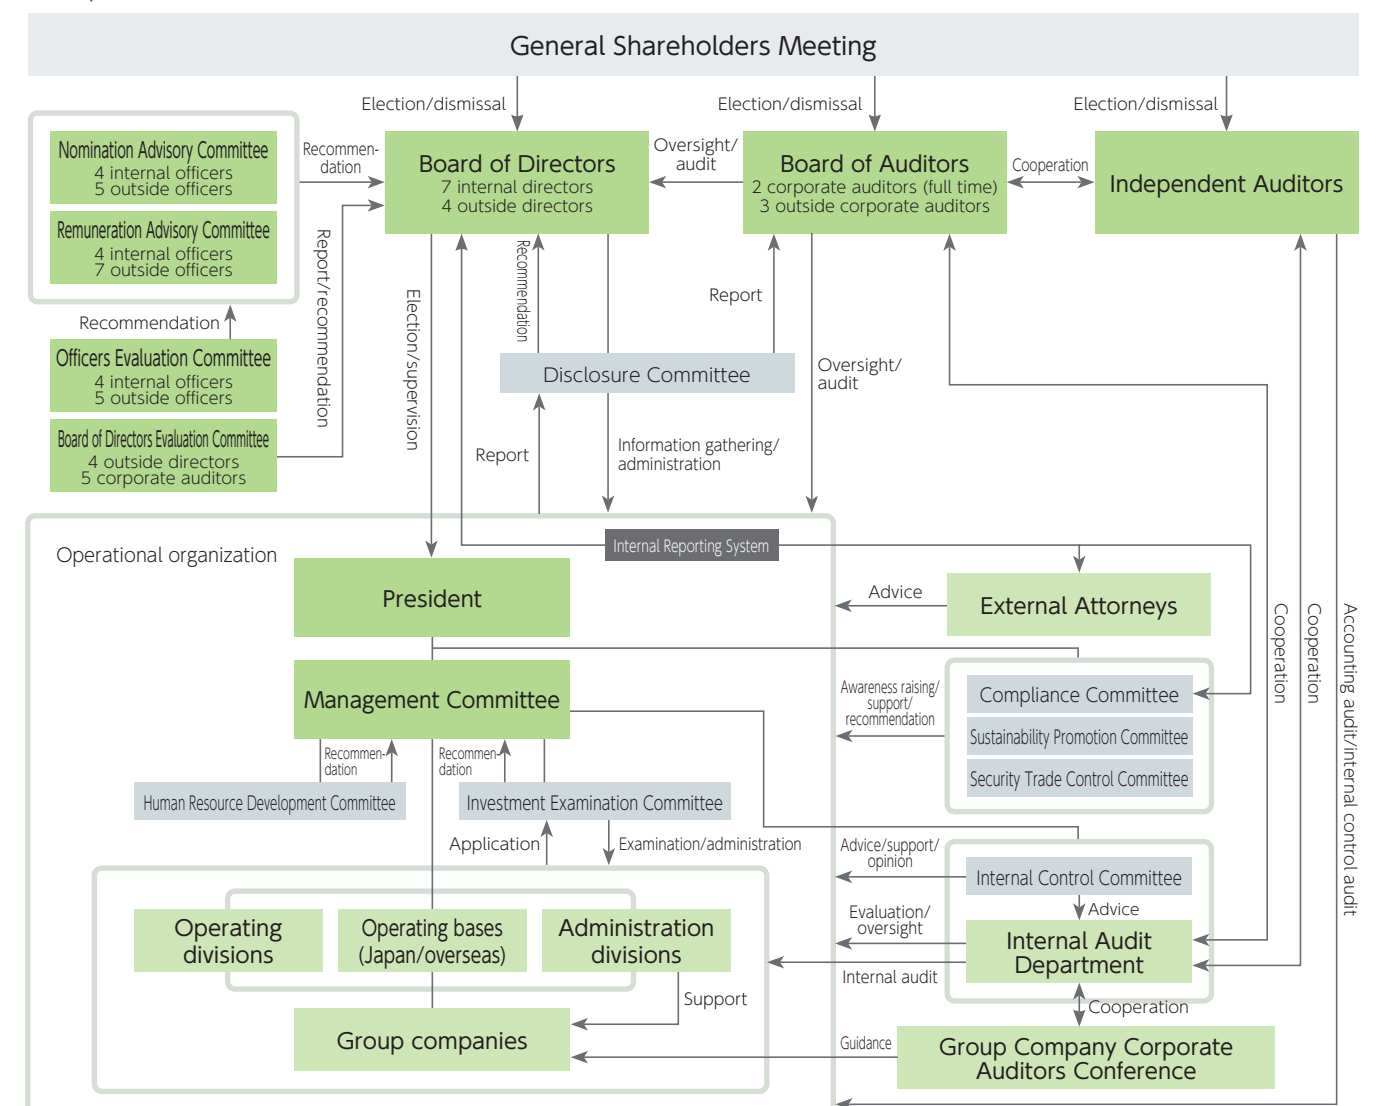 General Shareholders Meeting
Election/dismissal
Election/dismissal
Election/dismissal
Nomination Advisory Committee
4 internal officers
5 outside officers
Remuneration Advisory Committee
4 internal officers
7 outside officers
Recommen-
dation
Board of Directors
7 internal directors
4 outside directors
Oversight/
audit
Board of Auditors
2 corporate auditors (full time)
3 outside corporate auditors
Cooperation
Independent Auditors
Recommendation
Officers Evaluation Committee
4 internal officers
5 outside officers
Board of Directors Evaluation Committee
4 outside directors
5 corporate auditors
Report/recommendation
Election/supervision
Recommendation
Report
Disclosure Committee
Oversight/
audit
Report
Information gathering/
administration
Operational organization
Internal Reporting System
President
Advice
External Attorneys
Management Committee
Awareness raising/
support/
recommendation
Compliance Committee
Sustainability Promotion Committee
Security Trade Control Committee
Cooperation
Cooperation
Accounting audit/internal control audit
Recommen-
dation
Recommen-
dation
Human Resource Development Committee
Investment Examination Committee
Application
Examination/administration
Advice/support/
opinion
Internal Control Committee
Advice
Evaluation/
oversight
Internal Audit
Department
Internal audit
Operating
divisions
Operating bases
(Japan/overseas)
Administration
divisions
Support
Cooperation
Group companies
Guidance
Group Company Corporate
Auditors Conference